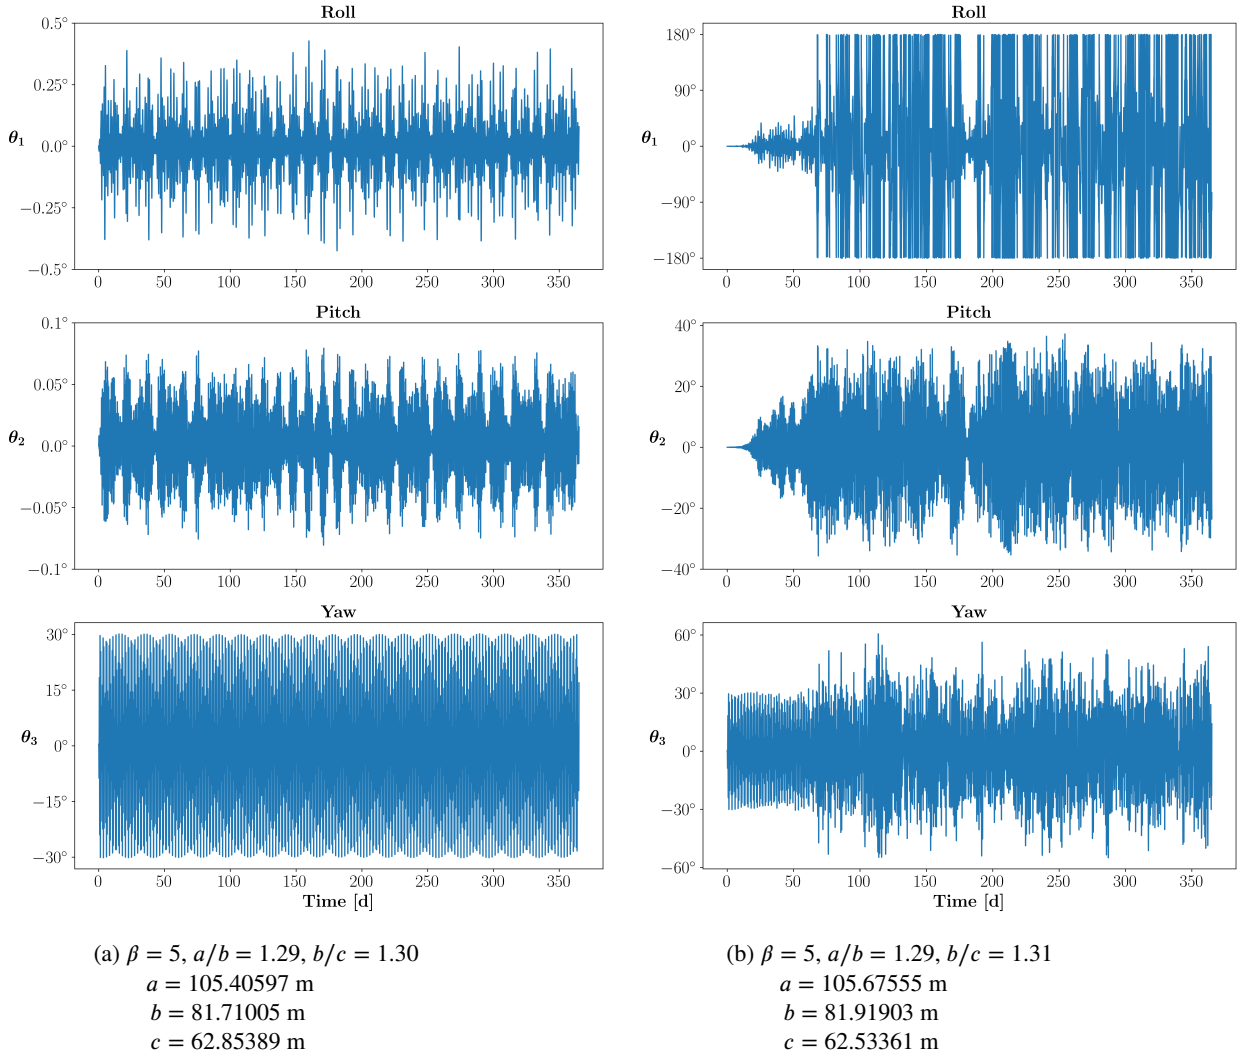 Roll
0.5°
0.25°
0.0°
−0.25°
−0.5°
θ1
0 50 100 150 200 250 300 350
Pitch
0.1°
0.05°
0.0°
−0.05°
−0.1°
θ2
0 50 100 150 200 250 300 350
Yaw
30°
15°
0°
−15°
−30°
θ3
0 50 100 150 200 250 300 350
Time [d]
(a) β = 5, a/b = 1.29, b/c = 1.30
a = 105.40597 m
b = 81.71005 m
c = 62.85389 m
Roll
180°
90°
0°
−90°
−180°
θ1
0 50 100 150 200 250 300 350
Pitch
40°
20°
0°
−20°
−40°
θ2
0 50 100 150 200 250 300 350
Yaw
60°
30°
0°
−30°
−60°
θ3
0 50 100 150 200 250 300 350
Time [d]
(b) β = 5, a/b = 1.29, b/c = 1.31
a = 105.67555 m
b = 81.91903 m
c = 62.53361 m